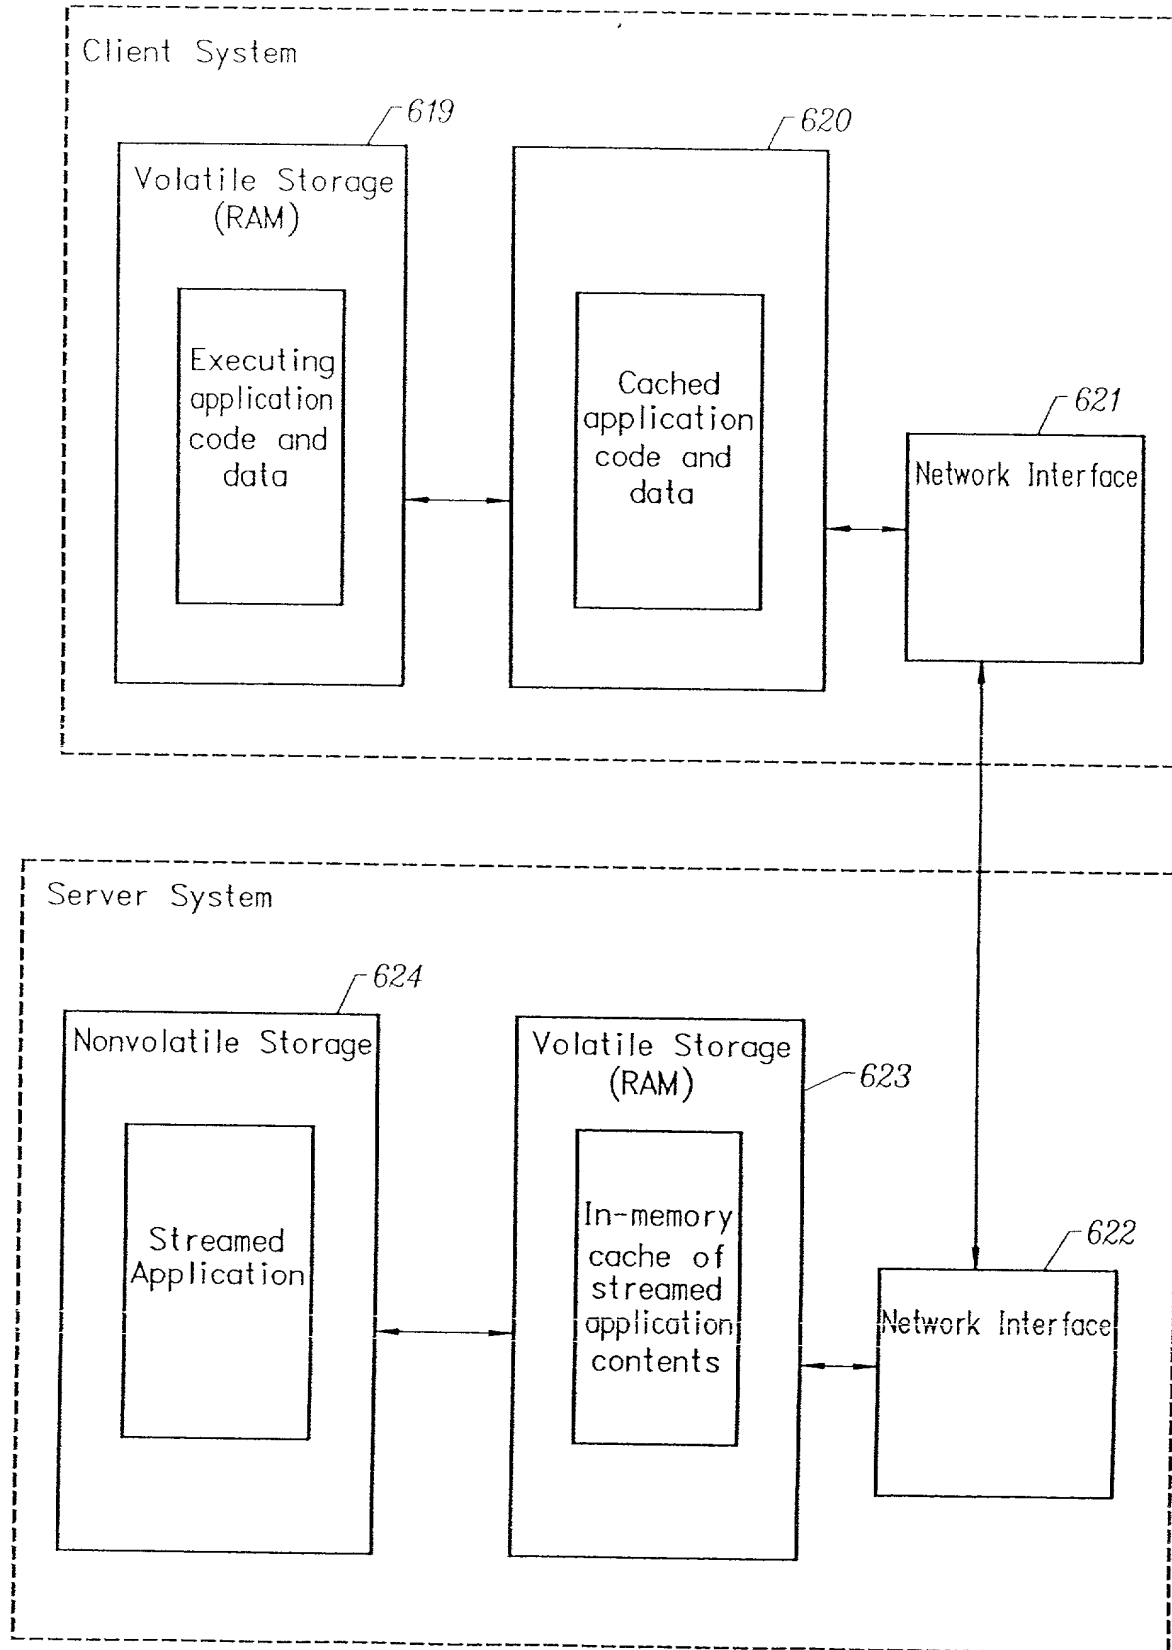 Client System
619
620
Volatile Storage
(RAM)
Executing
application
code and
data
Cached
application
code and
data
621
Network Interface
Server System
624
Nonvolatile Storage
Streamed
Application
Volatile Storage
(RAM)
623
In-memory
cache of
streamed
application
contents
622
Network Interface